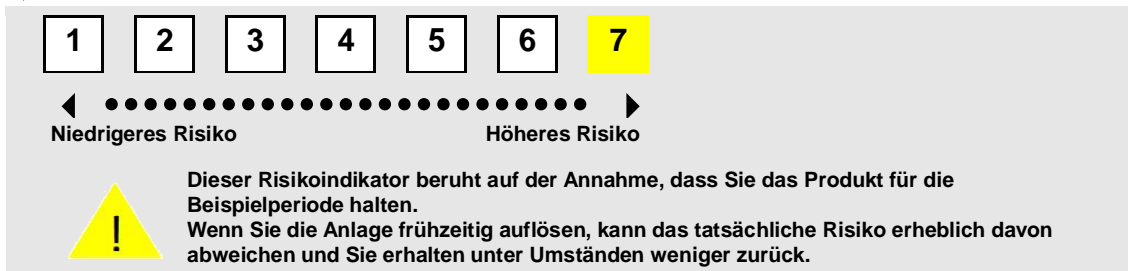 1 2 3 4 5 6 7
Niedrigeres Risiko Höheres Risiko
Dieser Risikoindikator beruht auf der Annahme, dass Sie das Produkt für die
Beispielperiode halten.
Wenn Sie die Anlage frühzeitig auflösen, kann das tatsächliche Risiko erheblich davon
abweichen und Sie erhalten unter Umständen weniger zurück.
!